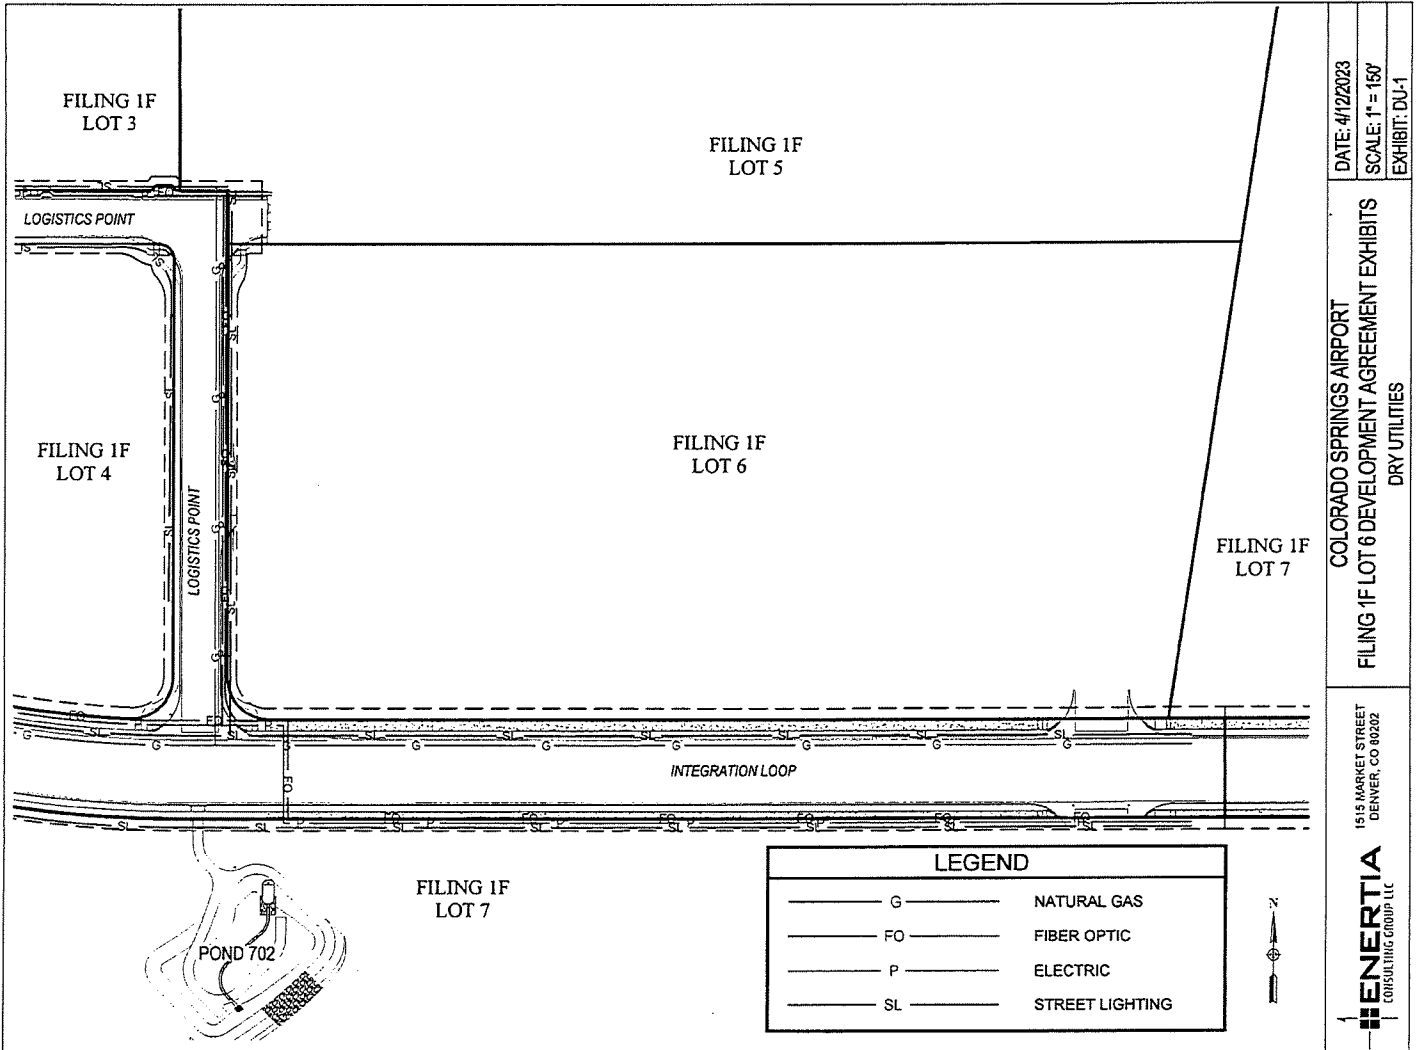 FILING 1F
LOT 3
FILING 1F
LOT 5
LOGISTICS POINT
FILING 1F
LOT 4
LOGISTICS POINT
FILING 1F
LOT 6
FILING 1F
LOT 7
INTEGRATION LOOP
FILING 1F
LOT 7
POND 702
LEGEND
G NATURAL GAS
FO FIBER OPTIC
P ELECTRIC
SL STREET LIGHTING
N
DATE: 4/12/2023
SCALE: 1" = 150'
EXHIBIT: DU-1
COLORADO SPRINGS AIRPORT
FILING 1F LOT 6 DEVELOPMENT AGREEMENT EXHIBITS
DRY UTILITIES
1515 MARKET STREET
DENVER, CO 80202
ENERTIA
CONSULTING GROUP LLC